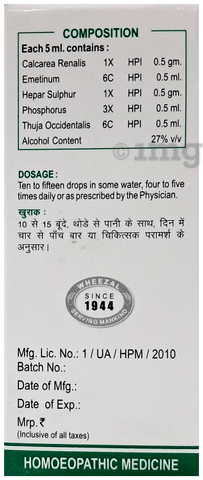 COMPOSITION
Each 5 ml. contains :
Calcarea Renalis 1X HPI 0.5 gm.
Emetinum 6C HPI 0.5 ml.
Hepar Sulphur 1X HPI 0.5 gm.
Phosphorus 3X HPI 0.5 ml.
Thuja Occidentalis 6C HPI 0.5 ml.
Alcohol Content 27% v/v
1mg
DOSAGE :
Ten to fifteen drops in some water, four to five
times daily or as prescribed by the Physician.
खुराक :
10 से 15 बूंदे, थोडे से पानी के साथ, दिन में
चार से पाँच बार या चिकित्सक परामर्श के
अनुसार।
WHEEZAL
SINCE
1944
SERVING MANKIND
Mfg. Lic. No.: 1 / UA / HPM / 2010
Batch No.:
Date of Mfg.:
Date of Exp.:
Mrp.₹
(Inclusive of all taxes)
HOMOEOPATHIC MEDICINE